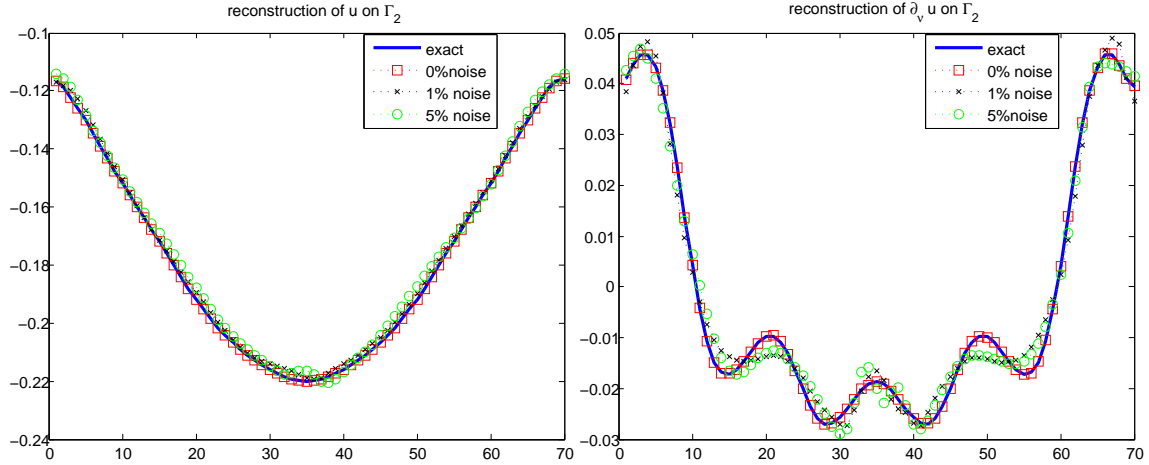 reconstruction of u on Γ₂
-0.1
-0.12
-0.14
-0.16
-0.18
-0.2
-0.22
-0.24
0 10 20 30 40 50 60 70
exact
0%noise
1% noise
5% noise
reconstruction of ∂ᵥ u on Γ₂
0.05
0.04
0.03
0.02
0.01
0
-0.01
-0.02
-0.03
0 10 20 30 40 50 60 70
exact
0% noise
1% noise
5%noise